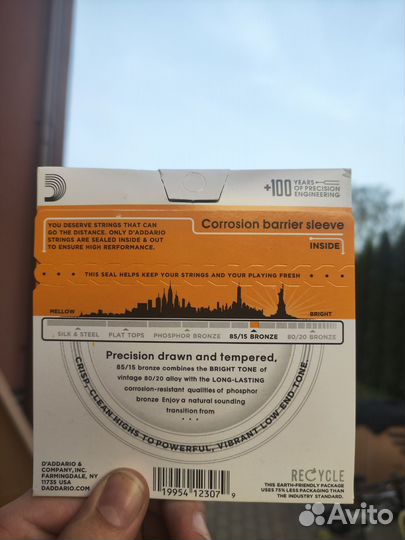 +100 YEARS
OF PRECISION
ENGINEERING
YOU DESERVE STRINGS THAT CAN
GO THE DISTANCE. ONLY D'ADDARIO
STRINGS ARE SEALED INSIDE & OUT
TO ENSURE HIGH PERFORMANCE.
Corrosion barrier sleeve
INSIDE
• • • THIS SEAL HELPS KEEP YOUR STRINGS AND YOUR PLAYING FRESH • • •
MELLOW
BRIGHT
SILK & STEEL
FLAT TOPS
PHOSPHOR BRONZE
85/15 BRONZE
80/20 BRONZE
Precision drawn and tempered,
85/15 bronze combines the BRIGHT TONE of
vintage 80/20 alloy with the LONG-LASTING
corrosion-resistant qualities of phosphor
bronze. Enjoy a natural sounding
transition from...
CRISP, CLEAN HIGHS TO POWERFUL, VIBRANT LOW END TONE.
D'ADDARIO &
COMPANY, INC.
FARMINGDALE, NY
11735 USA
DADDARIO.COM
19954 12307 9
RECYCLE
THIS EARTH-FRIENDLY PACKAGE
USES 75% LESS PACKAGING THAN
THE INDUSTRY STANDARD.
Avito